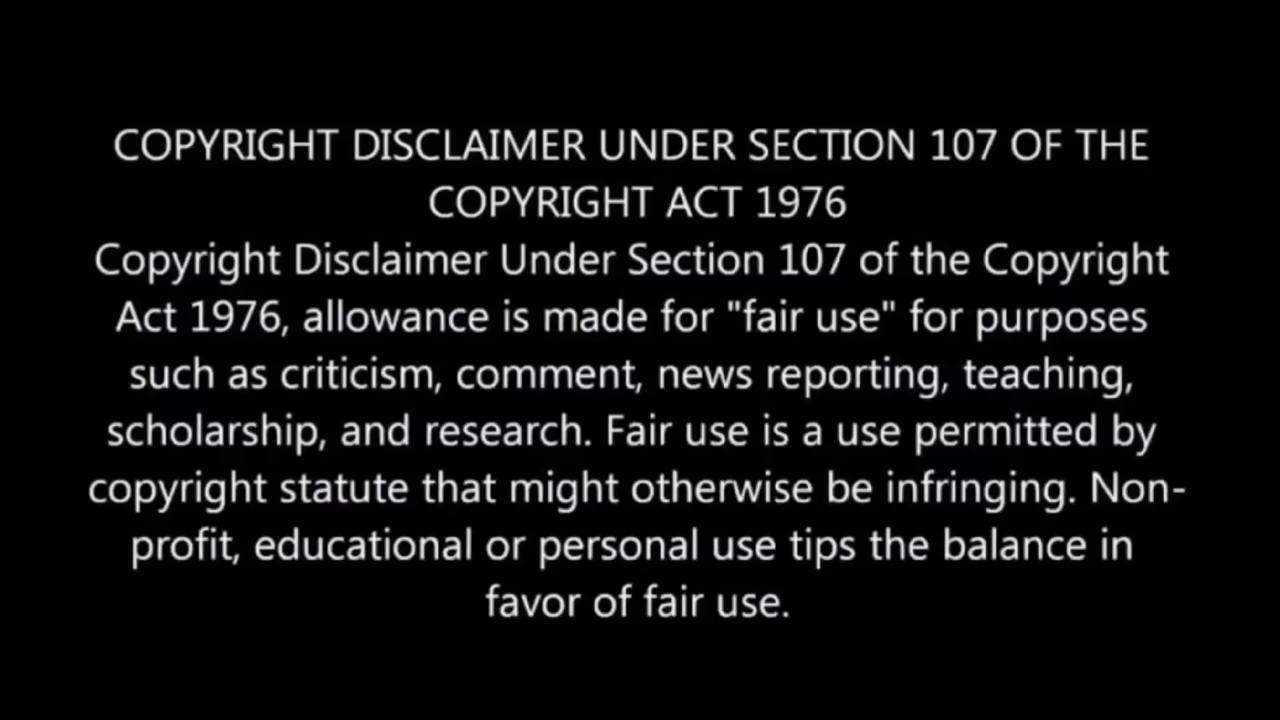 COPYRIGHT DISCLAIMER UNDER SECTION 107 OF THE
COPYRIGHT ACT 1976
Copyright Disclaimer Under Section 107 of the Copyright
Act 1976, allowance is made for "fair use" for purposes
such as criticism, comment, news reporting, teaching,
scholarship, and research. Fair use is a use permitted by
copyright statute that might otherwise be infringing. Non-
profit, educational or personal use tips the balance in
favor of fair use.